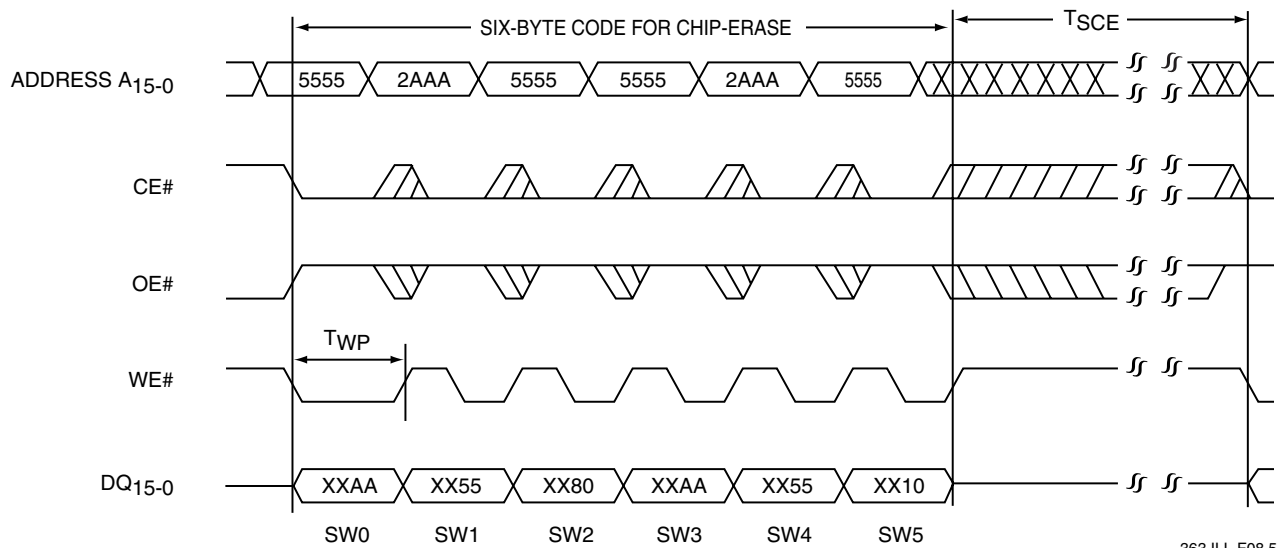 SIX-BYTE CODE FOR CHIP-ERASE
TSCE
ADDRESS A15-0
5555 2AAA 5555 5555 2AAA 5555
CE#
OE#
TWP
WE#
DQ15-0
XXAA XX55 XX80 XXAA XX55 XX10
SW0 SW1 SW2 SW3 SW4 SW5